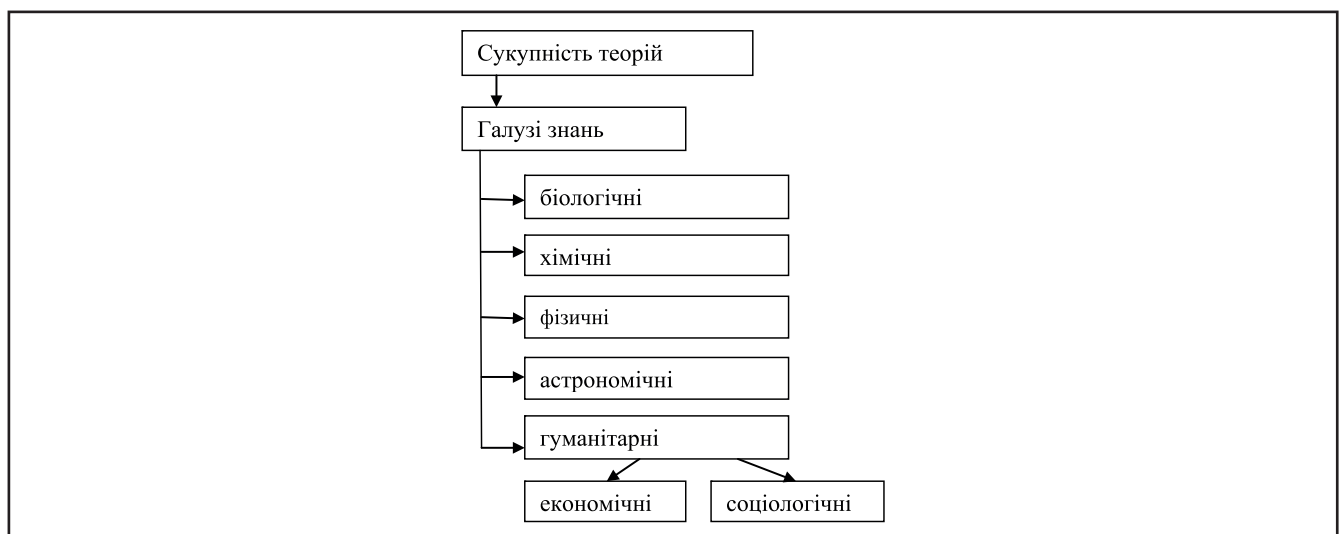 Сукупність теорій
Галузі знань
біологічні
хімічні
фізичні
астрономічні
гуманітарні
економічні
соціологічні